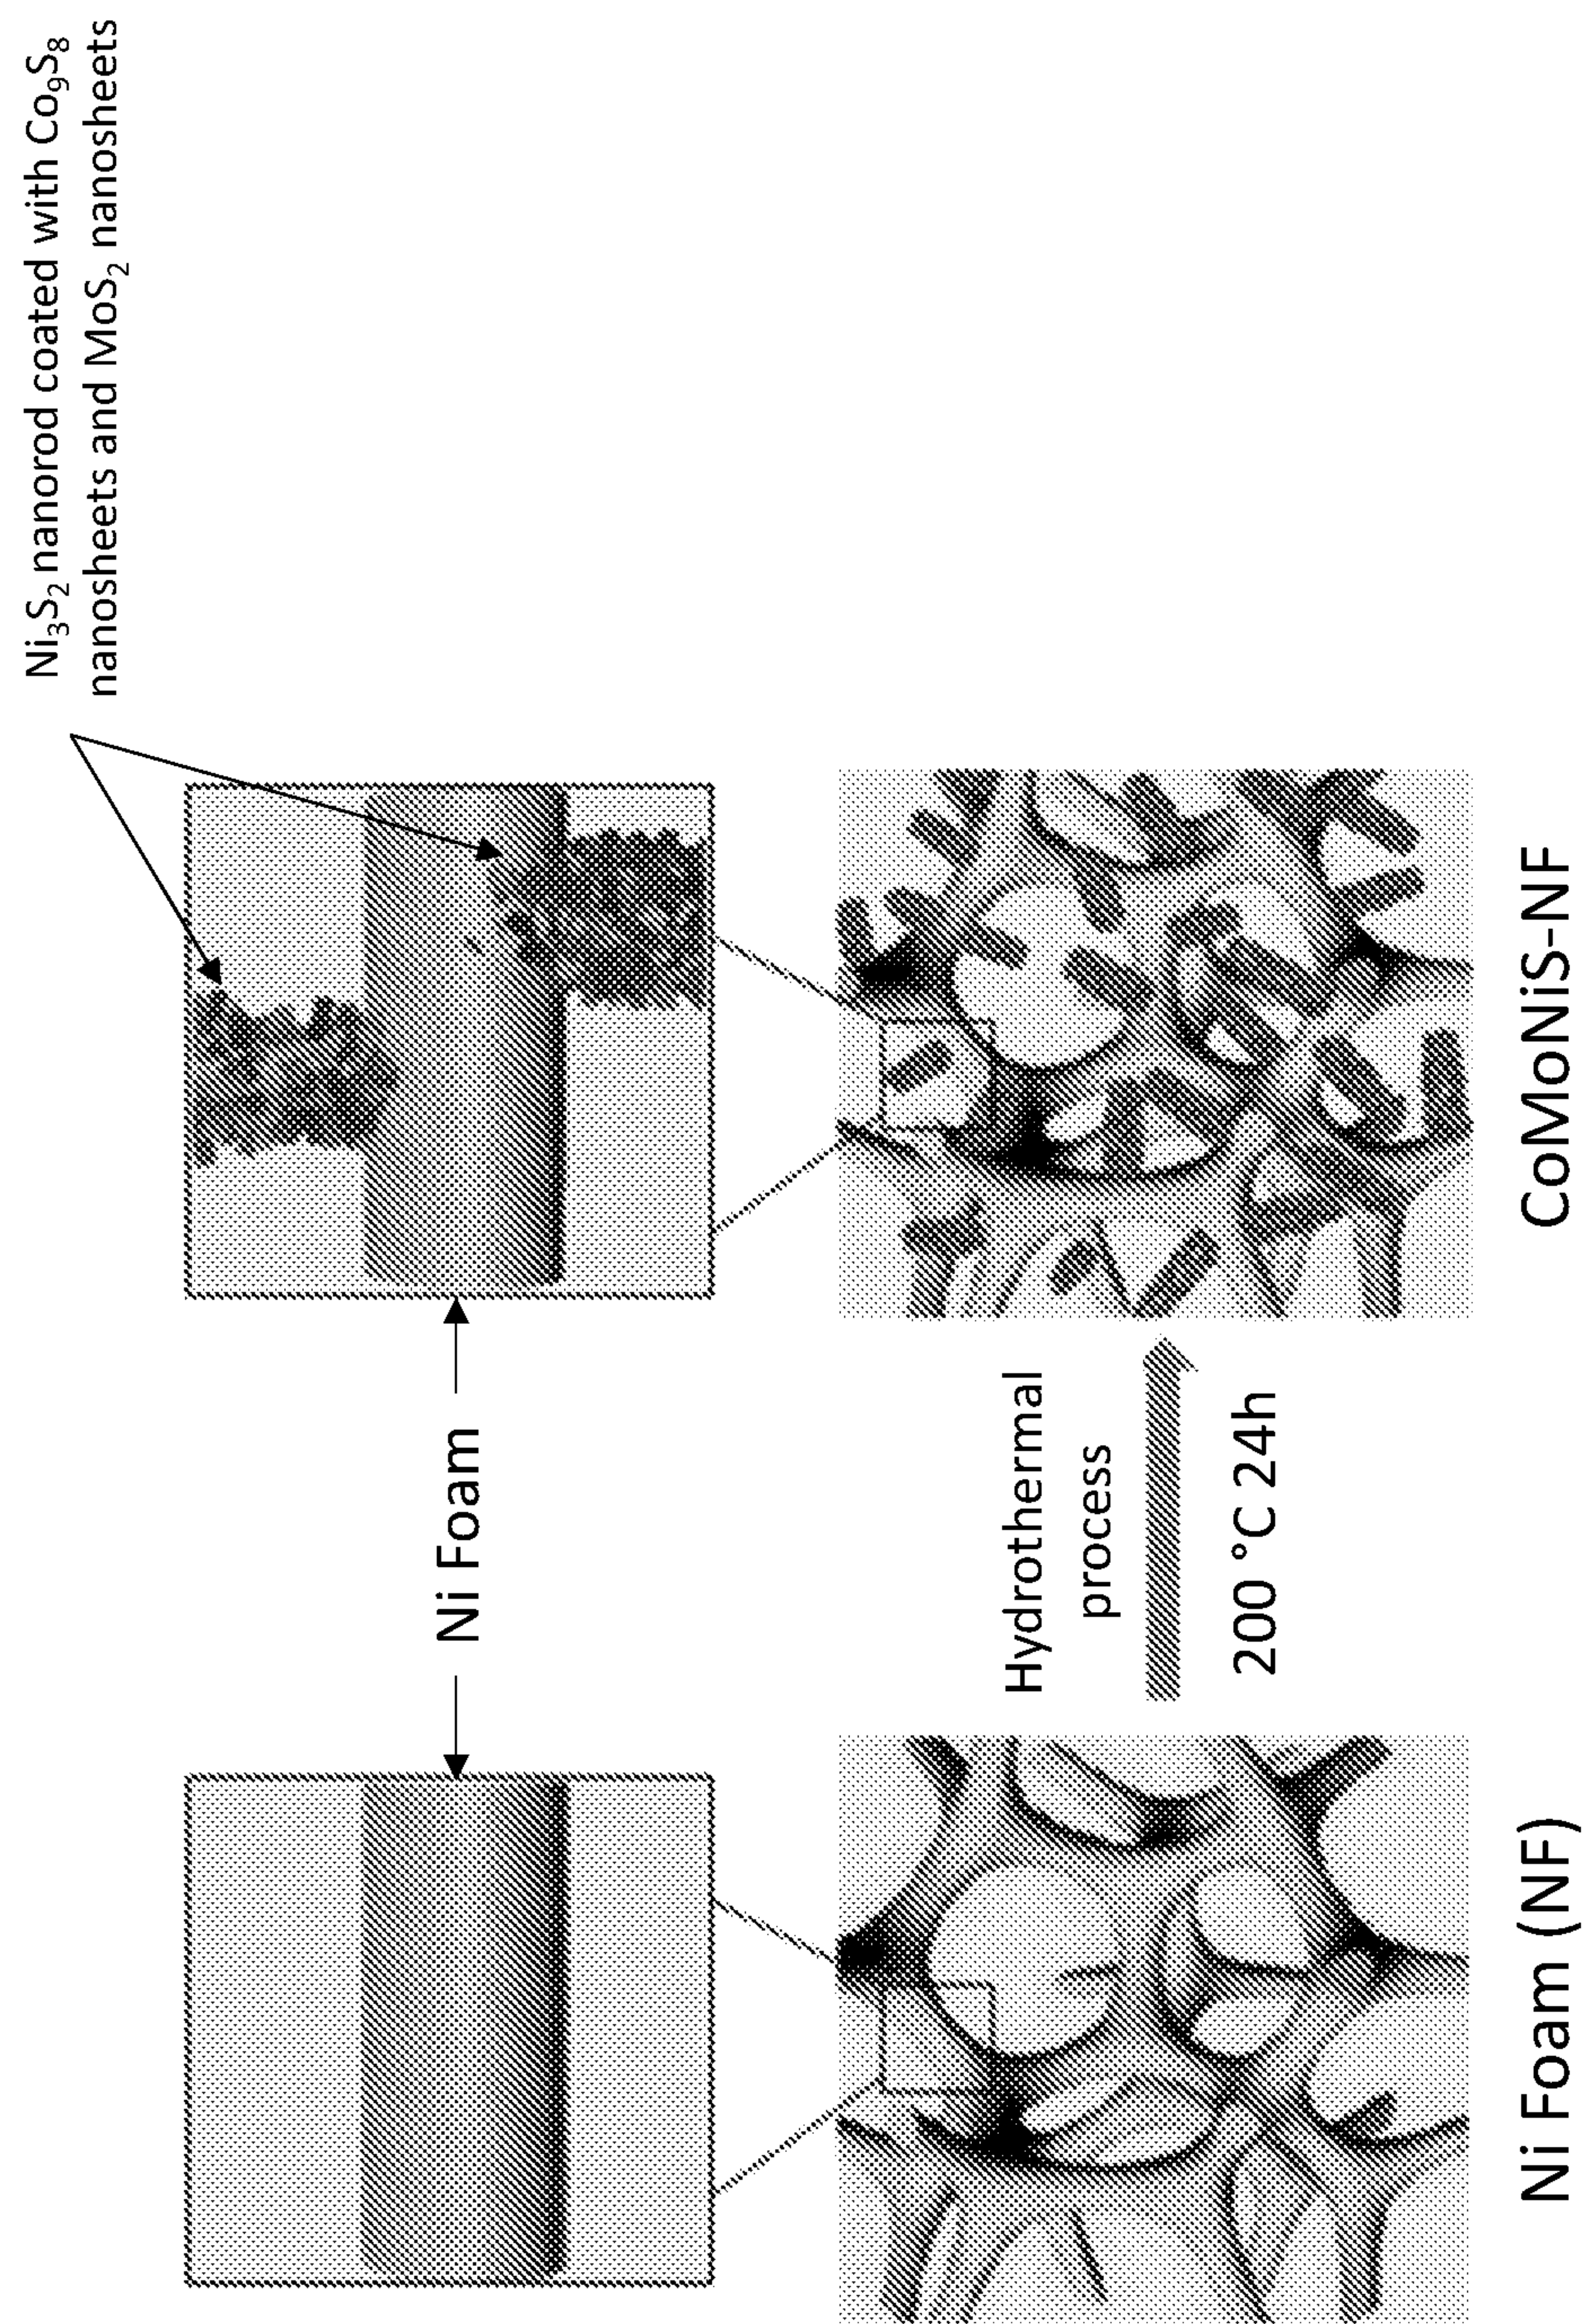 Ni₃S₂ nanorod coated with Co₉S₈
nanosheets and MoS₂ nanosheets
Ni Foam
Hydrothermal
process
200 °C 24h
Ni Foam (NF)
CoMoNiS-NF